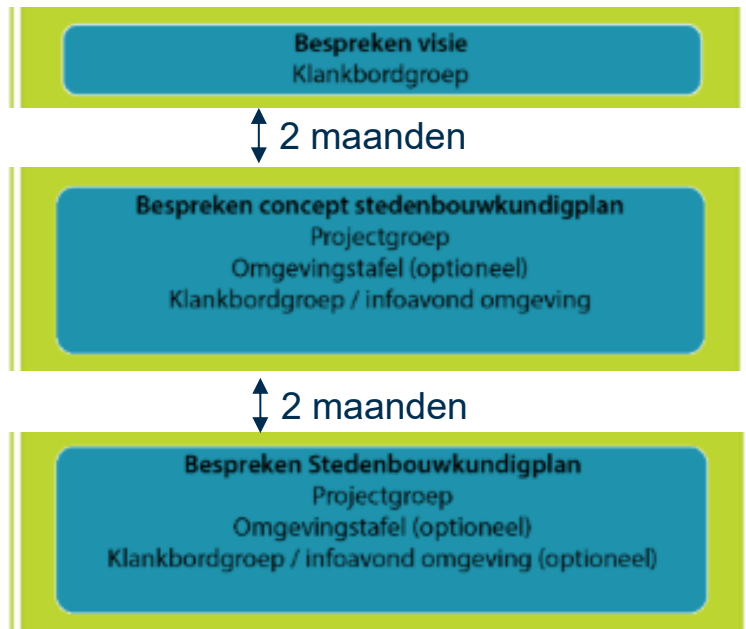 Bespreken visie
Klankbordgroep
2 maanden
Bespreken concept stedenbouwkundigplan
Projectgroep
Omgevingstafel (optioneel)
Klankbordgroep / infoavond omgeving
2 maanden
Bespreken Stedenbouwkundigplan
Projectgroep
Omgevingstafel (optioneel)
Klankbordgroep / infoavond omgeving (optioneel)